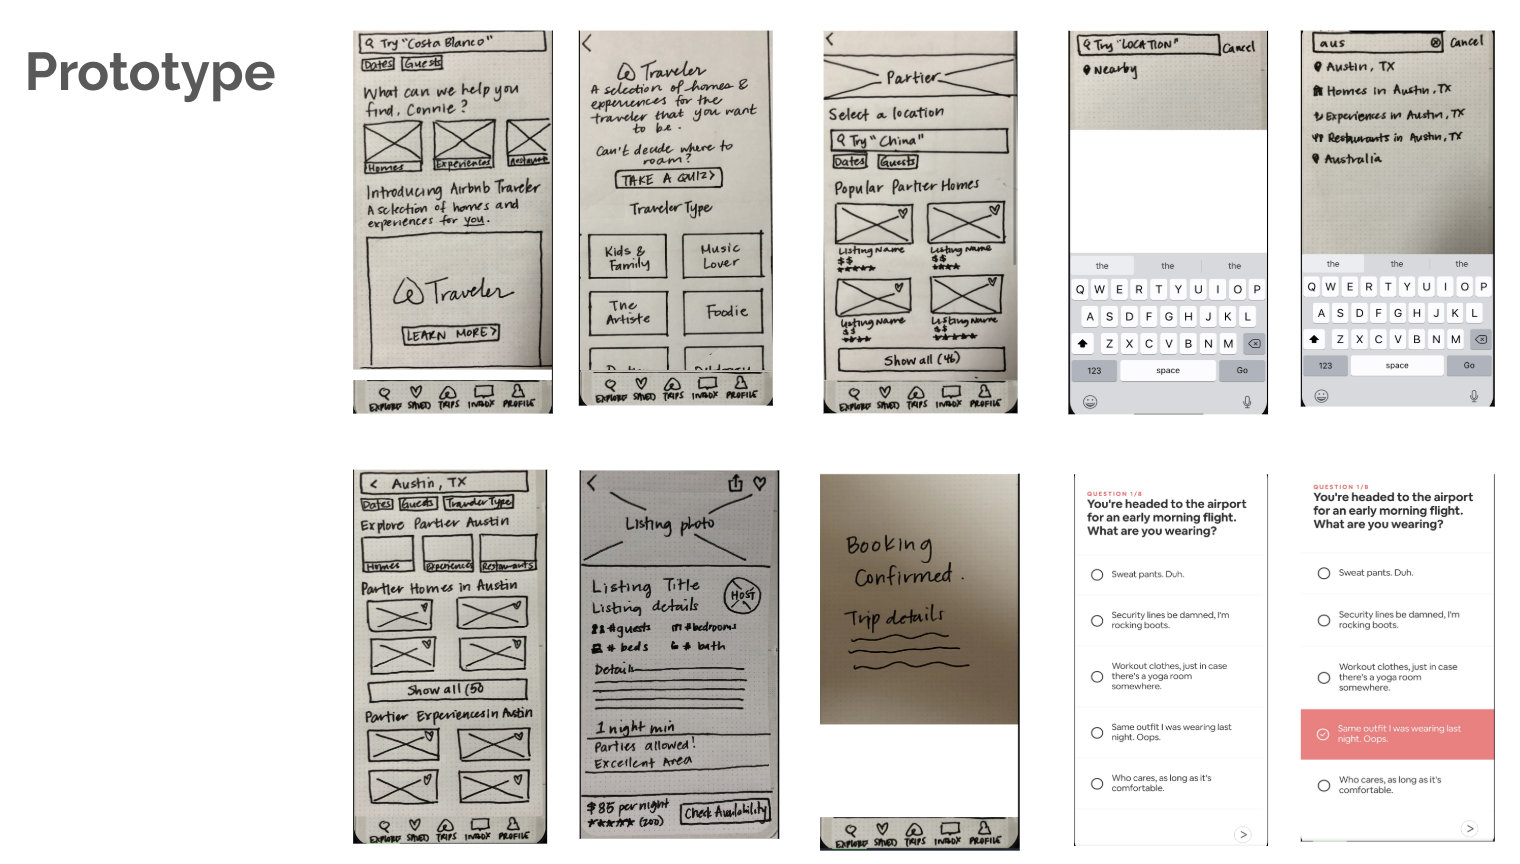 Prototype
Try "Costa Blanco"
Dates Guests
What can we help you
find, Connie?
Homes Experiences Restaurant
Introducing Airbnb Traveler
A selection of homes and
experiences for you.
Traveler
LEARN MORE >
EXPLORE SAVED TRIPS INBOX PROFILE
Traveler
A selection of homes &
experiences for the
traveler that you want
to be.
Can't decide where to
roam?
TAKE A QUIZ >
Traveler Type
Kids &
Family
Music
Lover
The
Artiste
Foodie
EXPLORE SAVED TRIPS INBOX PROFILE
Partier
Select a location
Try "China"
Dates Guests
Popular Partier Homes
Listing Name
$$
★★★★
Listing Name
$$
★★★★
Listing Name
$$
★★★★
Listing Name
$$
★★★★★
Show all (46)
EXPLORE SAVED TRIPS INBOX PROFILE
Try "LOCATION"
Cancel
Nearby
the the the
Q W E R T Y U I O P
A S D F G H J K L
Z X C V B N M
123 space Go
aus
Cancel
Austin, TX
Homes in Austin, TX
Experiences in Austin, TX
Restaurants in Austin, TX
Australia
the the the
Q W E R T Y U I O P
A S D F G H J K L
Z X C V B N M
123 space Go
< Austin, TX
Dates Guests Traveler Type
Explore Partier Austin
Homes Experiences Restaurants
Partier Homes in Austin
Show all (50
Partier Experiences in Austin
EXPLORE SAVED TRIPS INBOX PROFILE
Listing photo
Listing Title
HOST
Listing details
#guests #bedrooms
# beds # bath
Details
1 night min
Parties allowed!
Excellent Area
$85 per night
★★★★★ (200)
Check Availability
Booking
Confirmed.
Trip details
EXPLORE SAVED TRIPS INBOX PROFILE
QUESTION 1/8
You're headed to the airport
for an early morning flight.
What are you wearing?
Sweat pants. Duh.
Security lines be damned, I'm
rocking boots.
Workout clothes, just in case
there's a yoga room
somewhere.
Same outfit I was wearing last
night. Oops.
Who cares, as long as it's
comfortable.
QUESTION 1/8
You're headed to the airport
for an early morning flight.
What are you wearing?
Sweat pants. Duh.
Security lines be damned, I'm
rocking boots.
Workout clothes, just in case
there's a yoga room
somewhere.
Same outfit I was wearing last
night. Oops.
Who cares, as long as it's
comfortable.